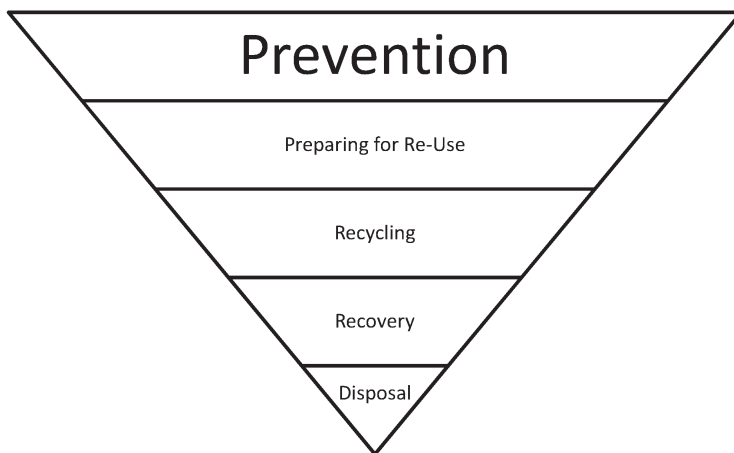 Prevention
Preparing for Re-Use
Recycling
Recovery
Disposal